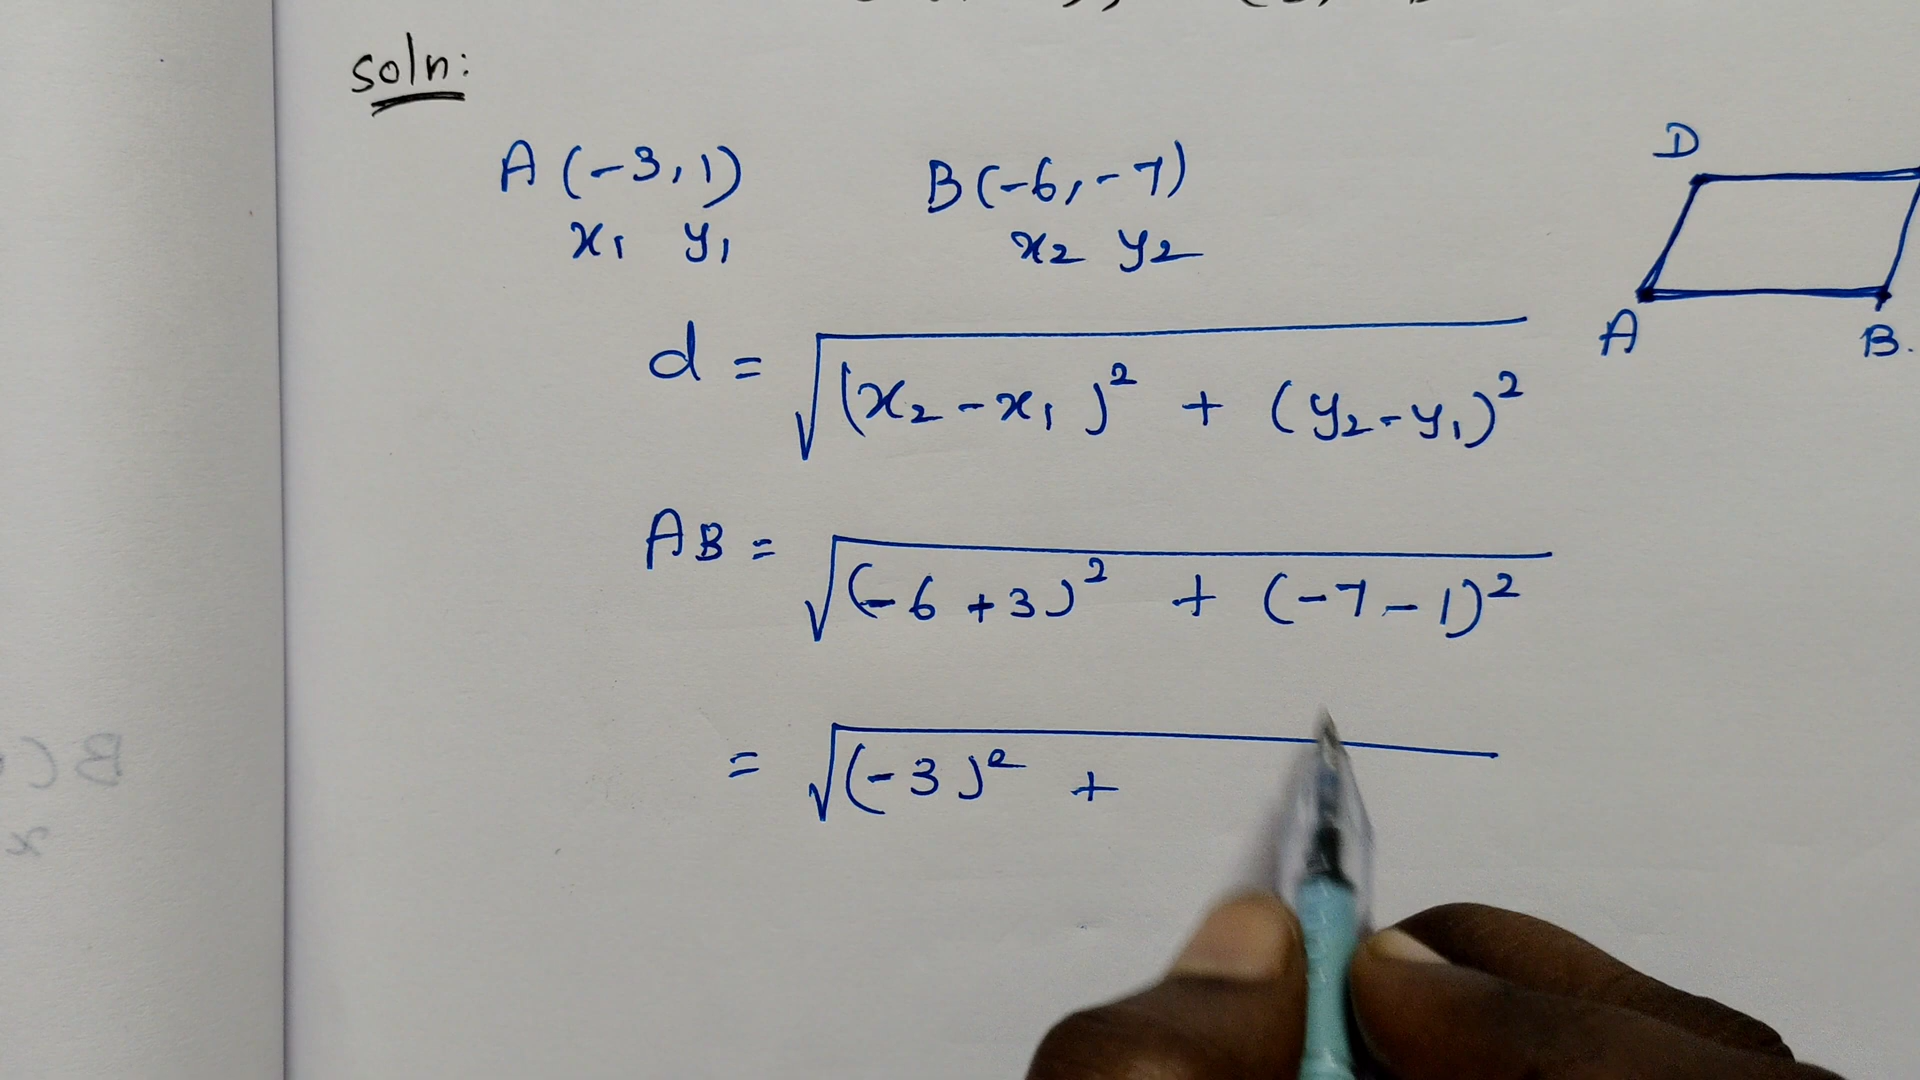 soln:
A (-3, 1) B (-6, -7)
x₁ y₁ x₂ y₂
D
A B.
d = √(x₂ - x₁)² + (y₂ - y₁)²
AB = √(-6 + 3)² + (-7 - 1)²
= √(-3)² +